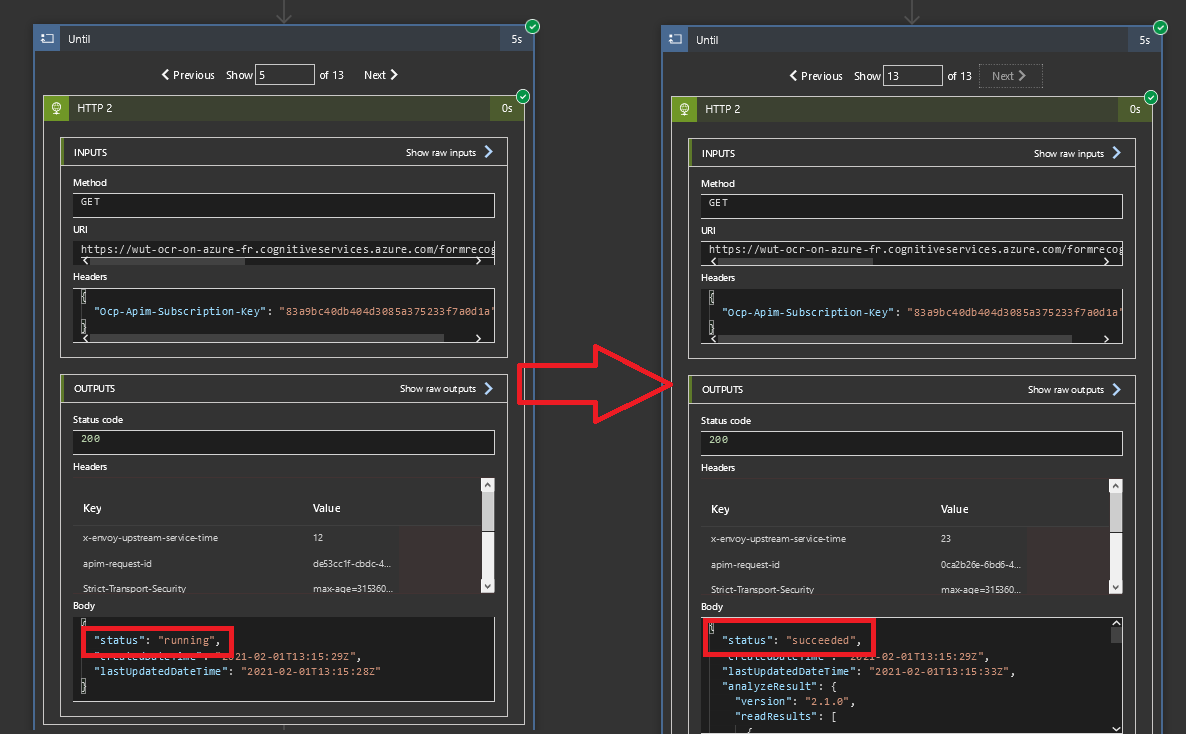 Until
5s
Previous Show 5 of 13 Next
HTTP 2
0s
INPUTS
Show raw inputs
Method
GET
URI
https://wut-ocr-on-azure-fr.cognitiveservices.azure.com/formrecog
Headers
{
"Ocp-Apim-Subscription-Key": "83a9bc40db404d3085a375233f7a0d1a"
}
OUTPUTS
Show raw outputs
Status code
200
Headers
Key Value
x-envoy-upstream-service-time 12
apim-request-id de53cc1f-cbdc-4...
Strict-Transport-Security max-age=315360...
Body
{
"status": "running",
"createdDateTime": "2021-02-01T13:15:29Z",
"lastUpdatedDateTime": "2021-02-01T13:15:28Z"
}
Until
5s
Previous Show 13 of 13 Next
HTTP 2
0s
INPUTS
Show raw inputs
Method
GET
URI
https://wut-ocr-on-azure-fr.cognitiveservices.azure.com/formrecog
Headers
{
"Ocp-Apim-Subscription-Key": "83a9bc40db404d3085a375233f7a0d1a"
}
OUTPUTS
Show raw outputs
Status code
200
Headers
Key Value
x-envoy-upstream-service-time 23
apim-request-id 0ca2b26e-6bd6-4...
Strict-Transport-Security max-age=315360...
Body
{
"status": "succeeded",
"createdDateTime": "2021-02-01T13:15:29Z",
"lastUpdatedDateTime": "2021-02-01T13:15:33Z",
"analyzeResult": {
"version": "2.1.0",
"readResults": [
{